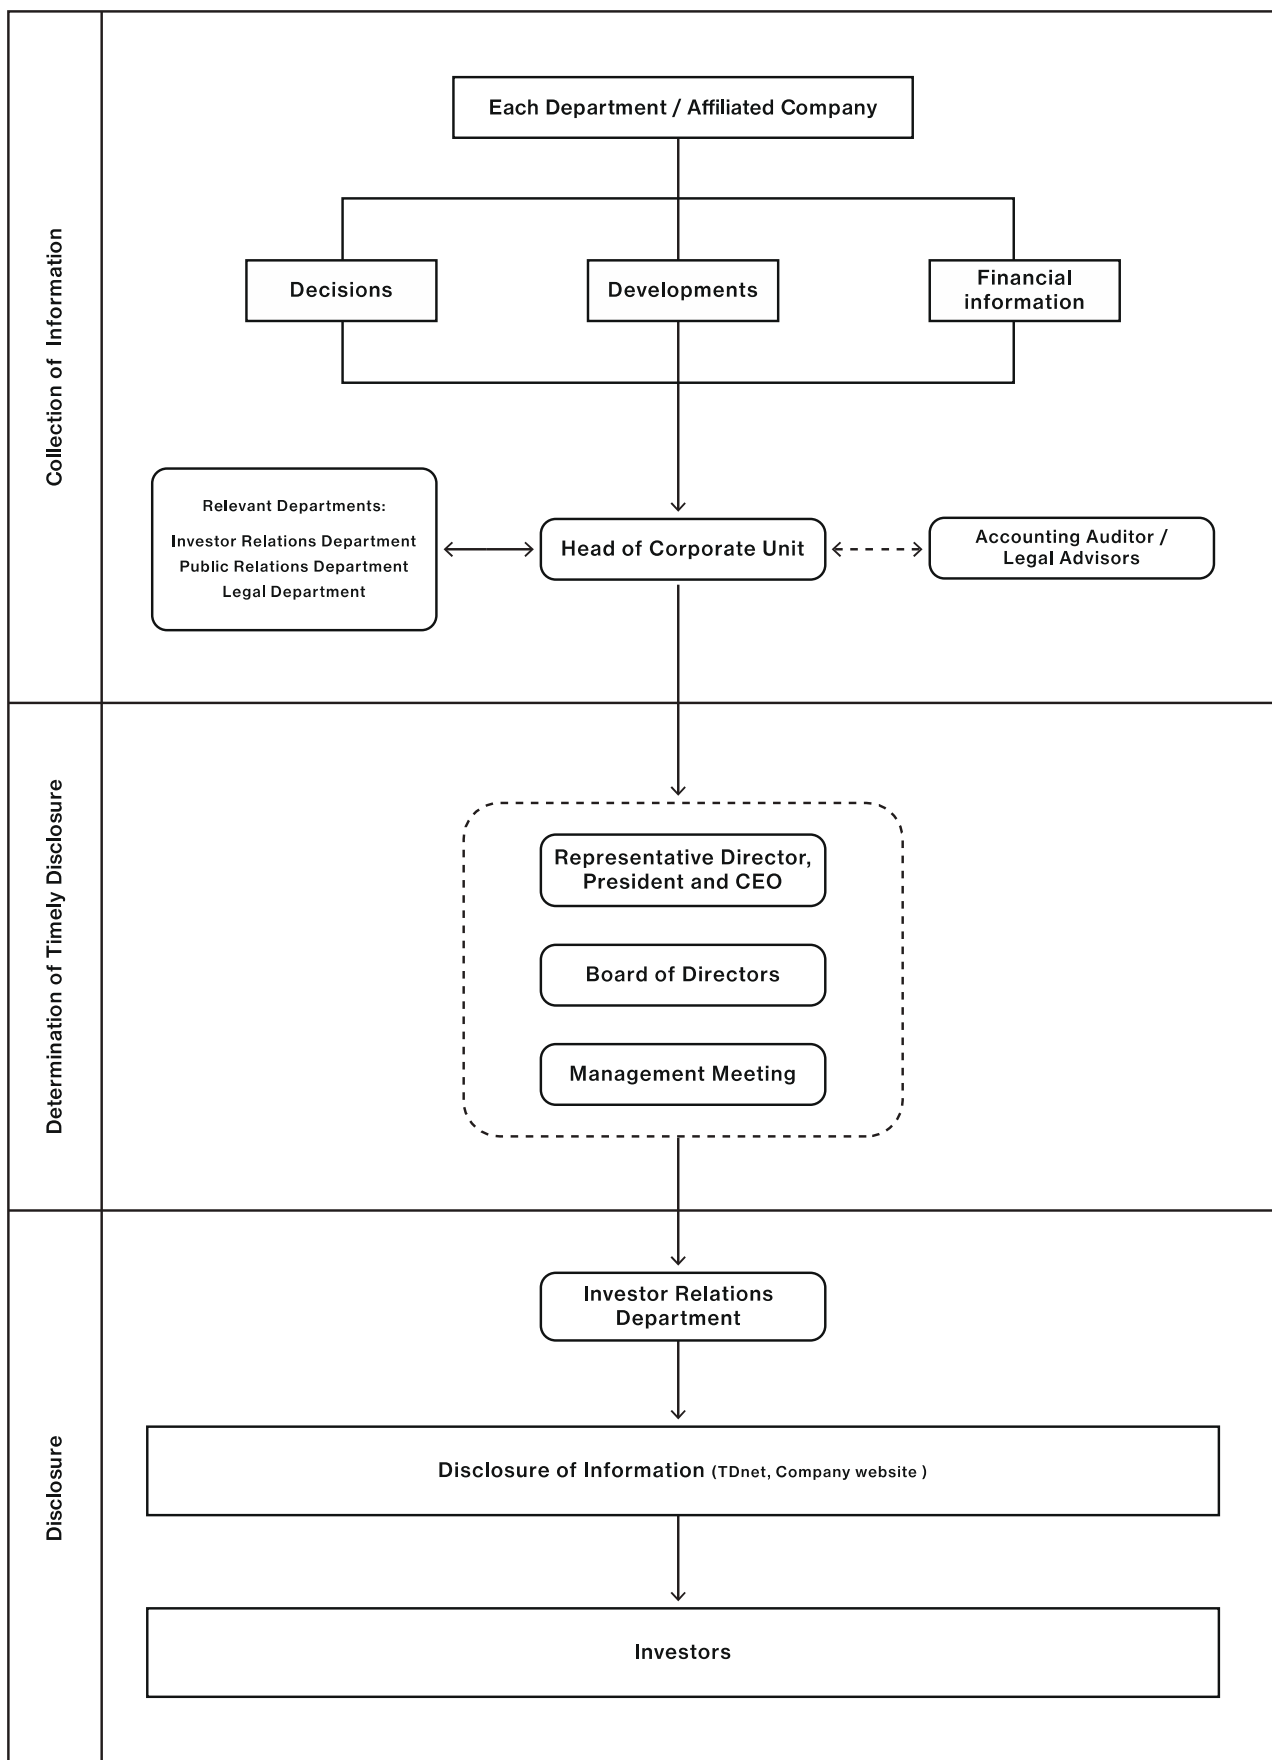 Collection of Information
Each Department / Affiliated Company
Decisions
Developments
Financial
information
Relevant Departments:
Investor Relations Department
Public Relations Department
Legal Department
Head of Corporate Unit
Accounting Auditor /
Legal Advisors
Determination of Timely Disclosure
Representative Director,
President and CEO
Board of Directors
Management Meeting
Disclosure
Investor Relations
Department
Disclosure of Information (TDnet, Company website )
Investors